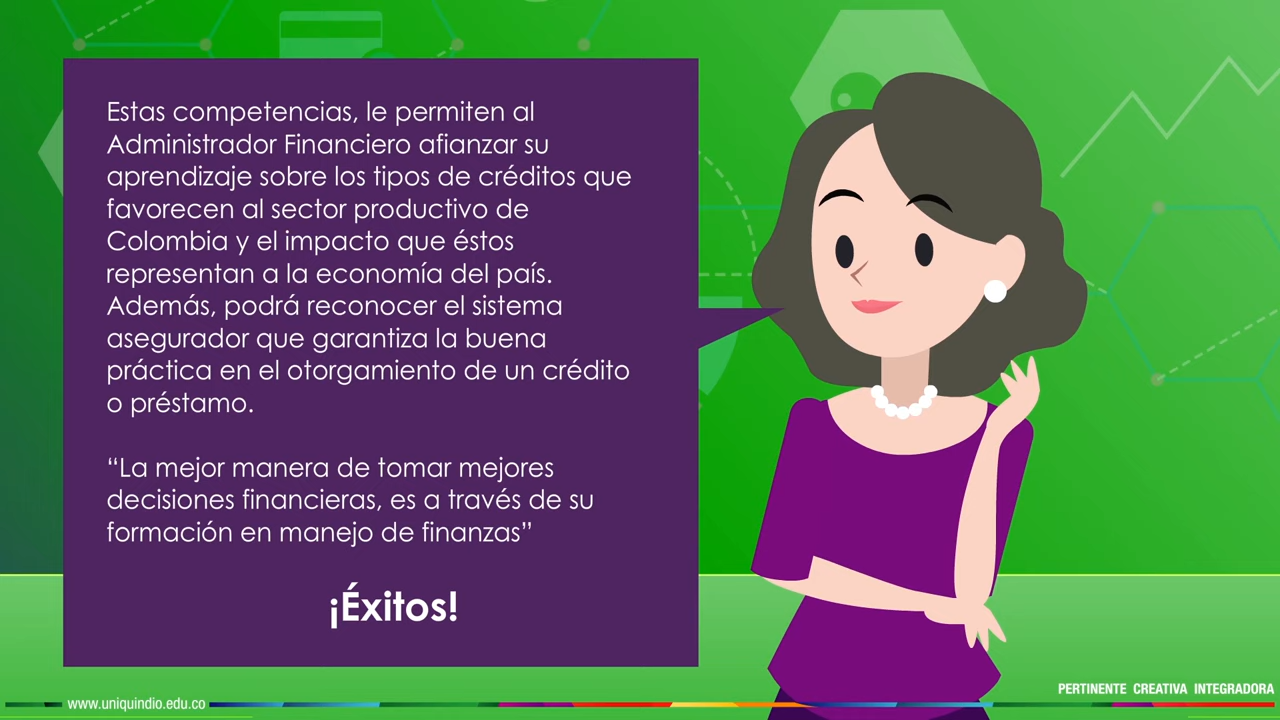 Estas competencias, le permiten al
Administrador Financiero afianzar su
aprendizaje sobre los tipos de créditos que
favorecen al sector productivo de
Colombia y el impacto que éstos
representan a la economía del país.
Además, podrá reconocer el sistema
asegurador que garantiza la buena
práctica en el otorgamiento de un crédito
o préstamo.
“La mejor manera de tomar mejores
decisiones financieras, es a través de su
formación en manejo de finanzas”
¡Éxitos!
www.uniquindio.edu.co
PERTINENTE CREATIVA INTEGRADORA